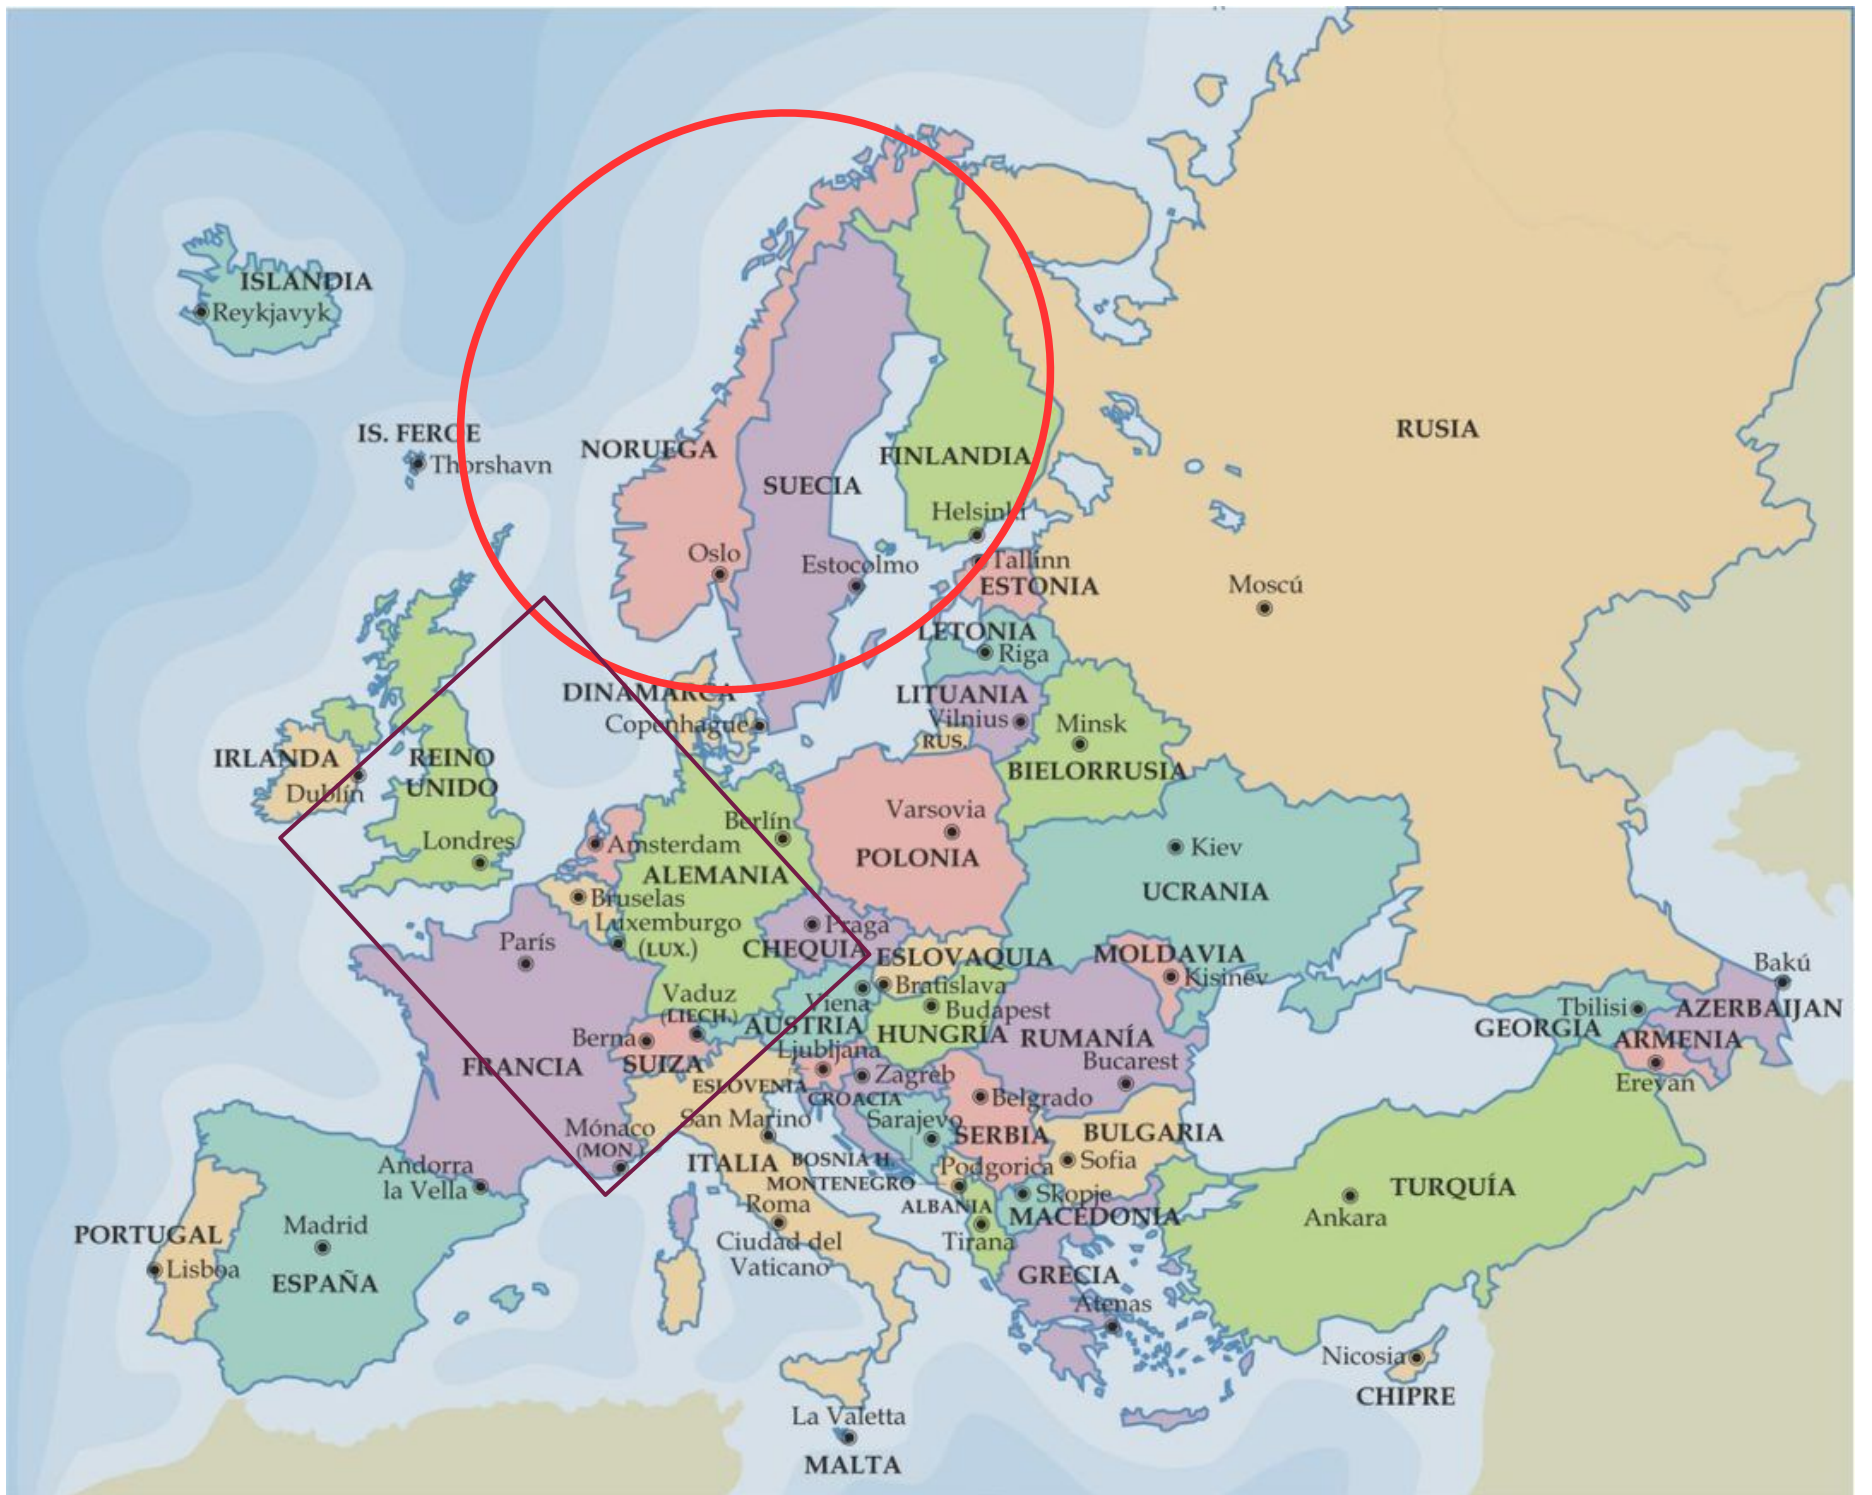 ISLANDIA
Reykjavyk
IS. FEROE
Thorshavn
NORUEGA
SUECIA
FINLANDIA
RUSIA
Helsinki
Oslo
Estocolmo
Tallinn
ESTONIA
Moscú
LETONIA
Riga
DINAMARCA
Copenhague
LITUANIA
Vilnius
RUS.
Minsk
BIELORRUSIA
IRLANDA
Dublín
REINO
UNIDO
Londres
Amsterdam
Berlín
ALEMANIA
Varsovia
POLONIA
Kiev
UCRANIA
Bruselas
Luxemburgo
(LUX.)
París
Praga
CHEQUIA
ESLOVAQUIA
Bratislava
MOLDAVIA
Kisinev
Bakú
Vaduz
(LIECH.)
Viena
AUSTRIA
Budapest
HUNGRÍA
RUMANÍA
Bucarest
Tbilisi
GEORGIA
AZERBAIJAN
ARMENIA
Erevan
Berna
SUIZA
FRANCIA
Ljubljana
ESLOVENIA
Zagreb
CROACIA
Belgrado
San Marino
Sarajevo
SERBIA
BULGARIA
Sofia
Mónaco
(MON.)
ITALIA
BOSNIA H.
MONTENEGRO
Podgorica
Andorra
la Vella
Roma
Ciudad del
Vaticano
ALBANIA
Tirana
Skopje
MACEDONIA
TURQUÍA
Ankara
PORTUGAL
Lisboa
Madrid
ESPAÑA
GRECIA
Atenas
Nicosia
CHIPRE
La Valetta
MALTA